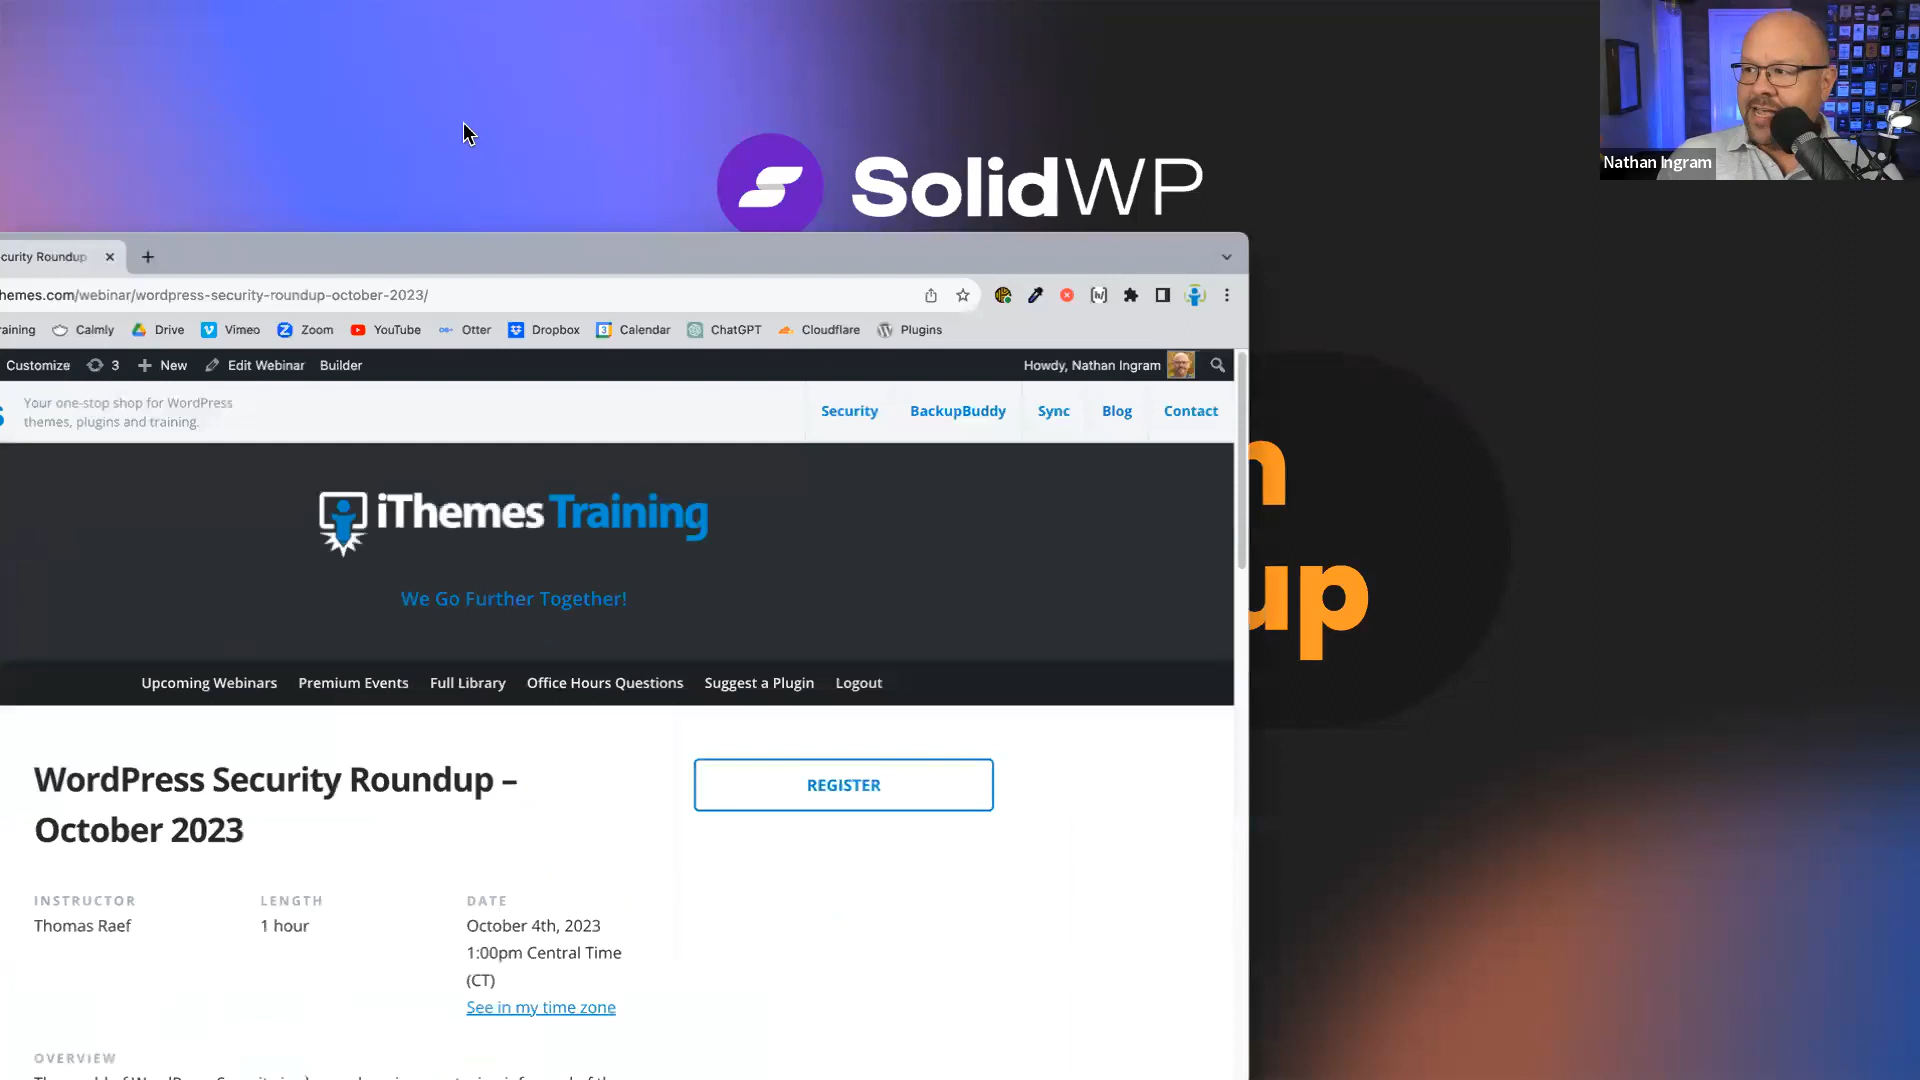 Nathan Ingram
SolidWP
curity Roundup
hemes.com/webinar/wordpress-security-roundup-october-2023/
raining Calmly Drive Vimeo Zoom YouTube Otter Dropbox Calendar ChatGPT Cloudflare Plugins
Customize 3 New Edit Webinar Builder Howdy, Nathan Ingram
Your one-stop shop for WordPress
themes, plugins and training.
Security BackupBuddy Sync Blog Contact
iThemes Training
We Go Further Together!
up
Upcoming Webinars Premium Events Full Library Office Hours Questions Suggest a Plugin Logout
WordPress Security Roundup –
October 2023
REGISTER
INSTRUCTOR LENGTH DATE
Thomas Raef 1 hour October 4th, 2023
1:00pm Central Time
(CT)
See in my time zone
OVERVIEW